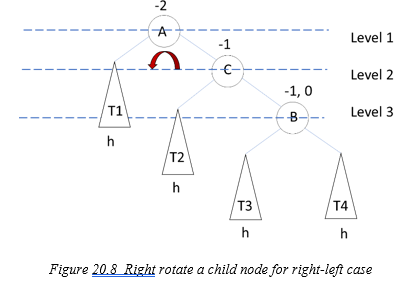 -2
A
Level 1
-1
C
Level 2
-1, 0
B
Level 3
T1
h
T2
h
T3
h
T4
h
Figure 20.8 Right rotate a child node for right-left case